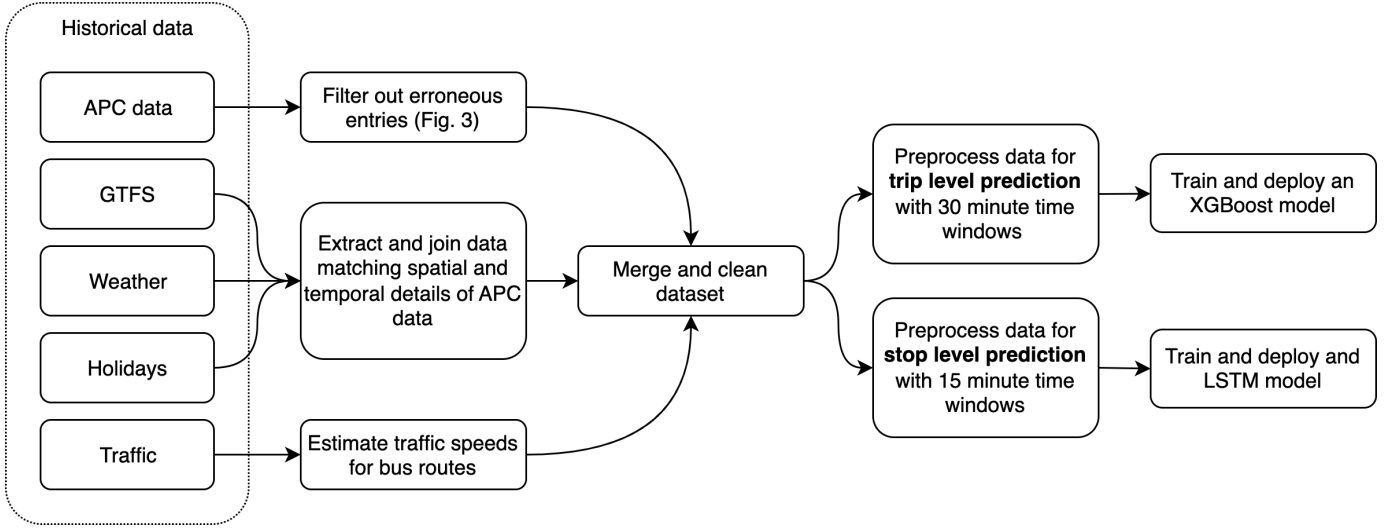 Historical data
APC data
GTFS
Weather
Holidays
Traffic
Filter out erroneous
entries (Fig. 3)
Extract and join data
matching spatial and
temporal details of APC
data
Estimate traffic speeds
for bus routes
Merge and clean
dataset
Preprocess data for
trip level prediction
with 30 minute time
windows
Train and deploy an
XGBoost model
Preprocess data for
stop level prediction
with 15 minute time
windows
Train and deploy and
LSTM model